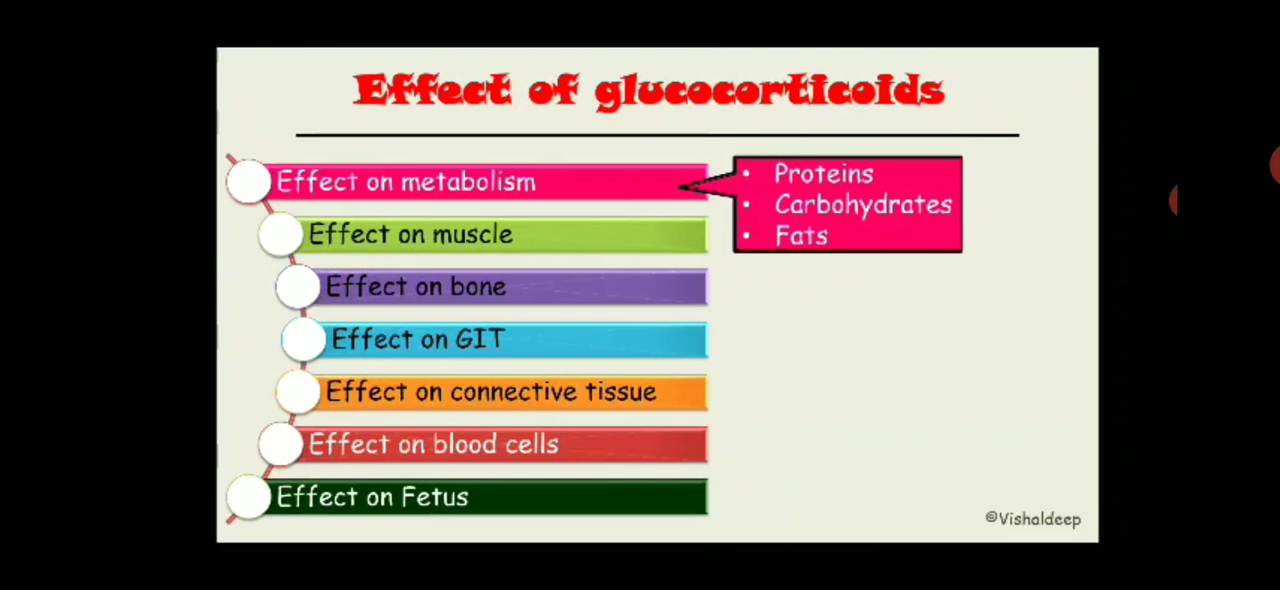 Effect of glucocorticoids
Effect on metabolism
• Proteins
• Carbohydrates
• Fats
Effect on muscle
Effect on bone
Effect on GIT
Effect on connective tissue
Effect on blood cells
Effect on Fetus
©Vishaldeep